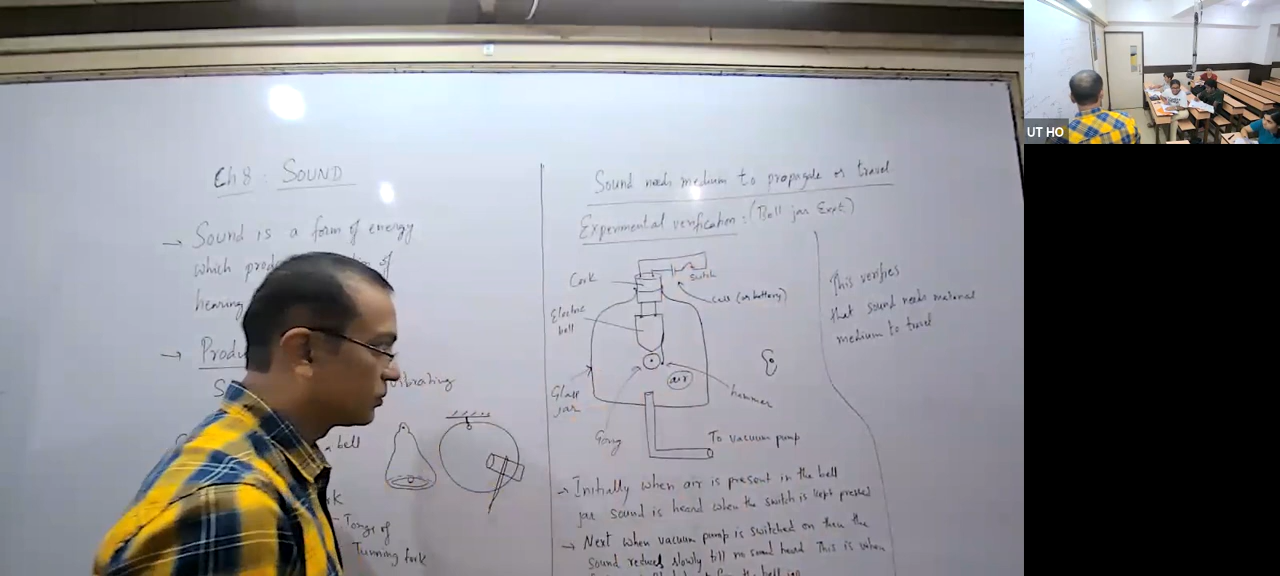 Ch 8 : SOUND
→ Sound is a form of energy
which of
hearing
→
vibrating
a bell
Tongs of
Tunning fork
Sound needs medium to propagate or travel
Experimental verification : (Bell jar Expt.)
Cork
Switch
Cell (or battery)
Electric
bell
air
Glass
jar
hammer
Gong
To vacuum pump
→ Initially when air is present in the bell
jar sound is heard when the switch is kept pressed
→ Next when vacuum pump is switched on then the
sound reduces slowly till no sound heard This is when
This verifies
that sound needs material
medium to travel
UT HO